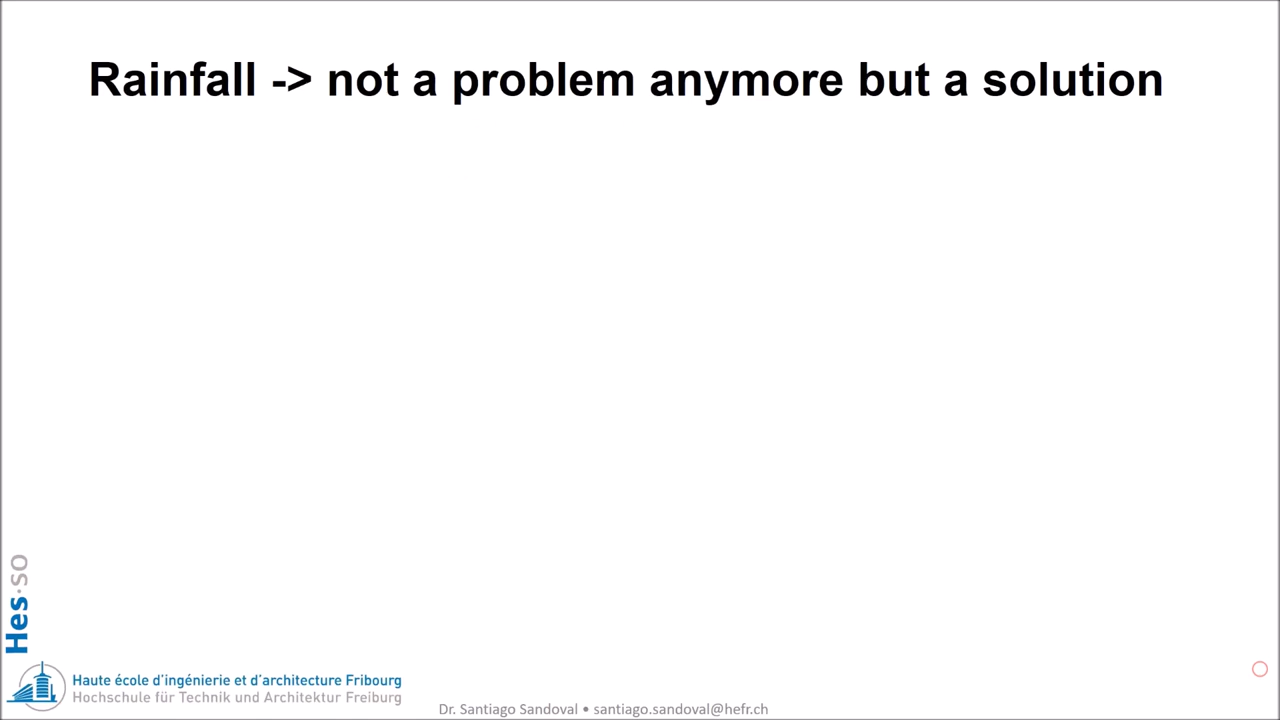 Rainfall -> not a problem anymore but a solution
Hes·so
Haute école d'ingénierie et d'architecture Fribourg
Hochschule für Technik und Architektur Freiburg
Dr. Santiago Sandoval • santiago.sandoval@hefr.ch